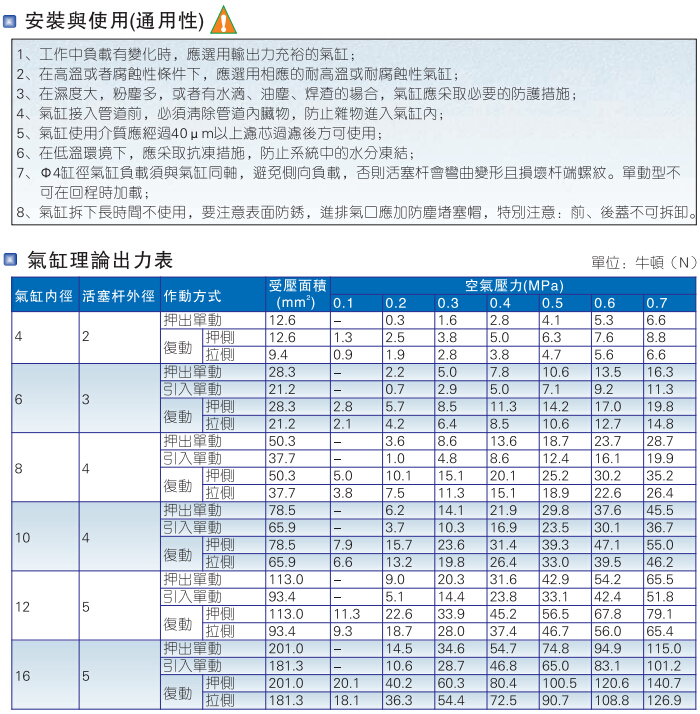 安裝與使用(通用性)
1、工作中負載有變化時，應選用輸出力充裕的氣缸；
2、在高溫或者腐蝕性條件下，應選用相應的耐高溫或耐腐蝕性氣缸；
3、在濕度大，粉塵多，或者有水滴、油塵、焊渣的場合，氣缸應采取必要的防護措施；
4、氣缸接入管道前，必須清除管道內臟物，防止雜物進入氣缸內；
5、氣缸使用介質應經過40μm以上濾芯過濾後方可使用；
6、在低溫環境下，應采取抗凍措施，防止系統中的水分凍結；
7、Φ4缸徑氣缸負載須與氣缸同軸，避免側向負載，否則活塞杆會彎曲變形且損壞杆端螺紋。單動型不
可在回程時加載；
8、氣缸拆下長時間不使用，要注意表面防銹，進排氣口應加防塵堵塞帽，特別注意：前、後蓋不可拆卸。
氣缸理論出力表
單位：牛頓（N）
氣缸内徑 活塞杆外徑 作動方式 受壓面積(mm²) 空氣壓力(MPa)
0.1 0.2 0.3 0.4 0.5 0.6 0.7
4 2 押出單動 12.6 – 0.3 1.6 2.8 4.1 5.3 6.6
復動 押側 12.6 1.3 2.5 3.8 5.0 6.3 7.6 8.8
拉側 9.4 0.9 1.9 2.8 3.8 4.7 5.6 6.6
6 3 押出單動 28.3 – 2.2 5.0 7.8 10.6 13.5 16.3
引入單動 21.2 – 0.7 2.9 5.0 7.1 9.2 11.3
復動 押側 28.3 2.8 5.7 8.5 11.3 14.2 17.0 19.8
拉側 21.2 2.1 4.2 6.4 8.5 10.6 12.7 14.8
8 4 押出單動 50.3 – 3.6 8.6 13.6 18.7 23.7 28.7
引入單動 37.7 – 1.0 4.8 8.6 12.4 16.1 19.9
復動 押側 50.3 5.0 10.1 15.1 20.1 25.2 30.2 35.2
拉側 37.7 3.8 7.5 11.3 15.1 18.9 22.6 26.4
10 4 押出單動 78.5 – 6.2 14.1 21.9 29.8 37.6 45.5
引入單動 65.9 – 3.7 10.3 16.9 23.5 30.1 36.7
復動 押側 78.5 7.9 15.7 23.6 31.4 39.3 47.1 55.0
拉側 65.9 6.6 13.2 19.8 26.4 33.0 39.5 46.2
12 5 押出單動 113.0 – 9.0 20.3 31.6 42.9 54.2 65.5
引入單動 93.4 – 5.1 14.4 23.8 33.1 42.4 51.8
復動 押側 113.0 11.3 22.6 33.9 45.2 56.5 67.8 79.1
拉側 93.4 9.3 18.7 28.0 37.4 46.7 56.0 65.4
16 5 押出單動 201.0 – 14.5 34.6 54.7 74.8 94.9 115.0
引入單動 181.3 – 10.6 28.7 46.8 65.0 83.1 101.2
復動 押側 201.0 20.1 40.2 60.3 80.4 100.5 120.6 140.7
拉側 181.3 18.1 36.3 54.4 72.5 90.7 108.8 126.9